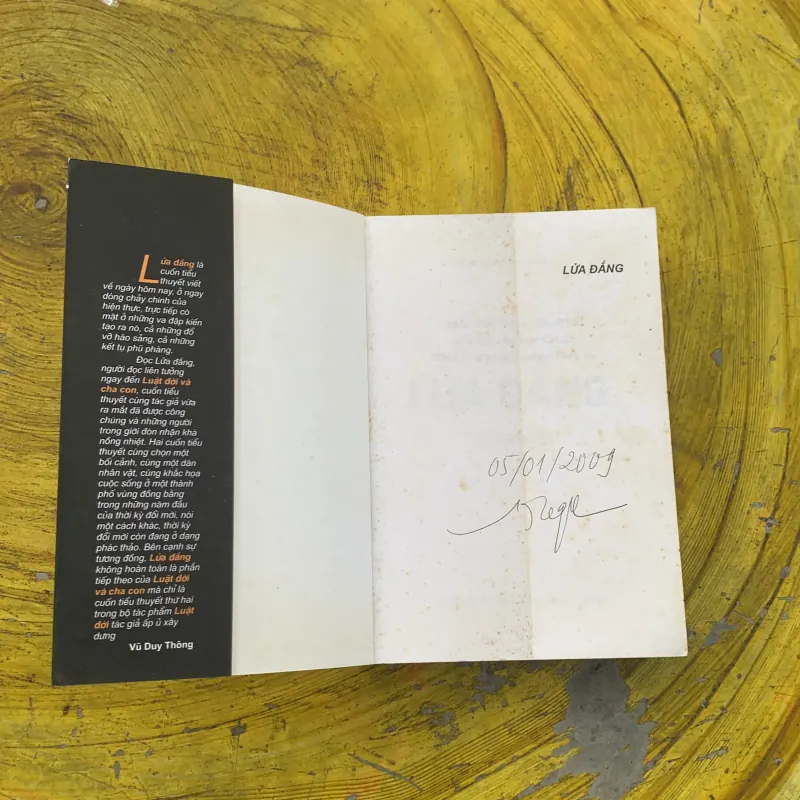 Lửa đắng là
cuốn tiểu
thuyết viết
về ngày hôm nay, ở ngay
dòng chảy chính của
hiện thực, trực tiếp có
mặt ở những va đập kiến
tạo ra nó, cả những đổ
vỡ hào sảng, cả những
kết tụ phũ phàng.
Đọc Lửa đắng,
người đọc liên tưởng
ngay đến Luật đời và
cha con, cuốn tiểu
thuyết cùng tác giả vừa
ra mắt đã được công
chúng và những người
trong giới đón nhận khá
nồng nhiệt. Hai cuốn tiểu
thuyết cùng chọn một
bối cảnh, cùng một dàn
nhân vật, cùng khắc họa
cuộc sống ở một thành
phố vùng đồng bằng
trong những năm đầu
của thời kỳ đổi mới, nói
một cách khác, thời kỳ
đổi mới còn đang ở dạng
phác thảo. Bên cạnh sự
tương đồng, Lửa đắng
không hoàn toàn là phần
tiếp theo của Luật đời
và cha con mà chỉ là
cuốn tiểu thuyết thứ hai
trong bộ tác phẩm Luật
đời tác giả ấp ủ xây
dựng
Vũ Duy Thông
LỬA ĐẮNG
05/01/2009